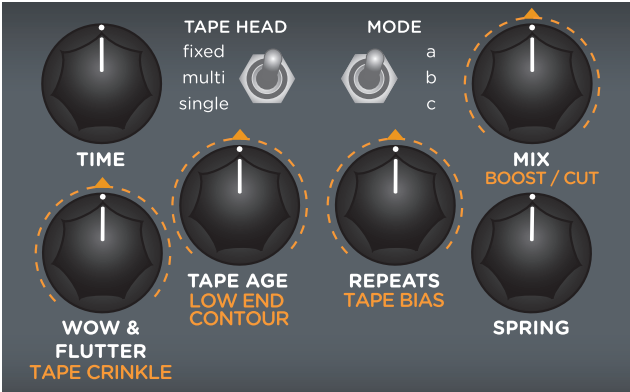 TAPE HEAD
fixed
multi
single
MODE
a
b
c
TIME
MIX
BOOST / CUT
TAPE AGE
LOW END
CONTOUR
REPEATS
TAPE BIAS
WOW &
FLUTTER
TAPE CRINKLE
SPRING